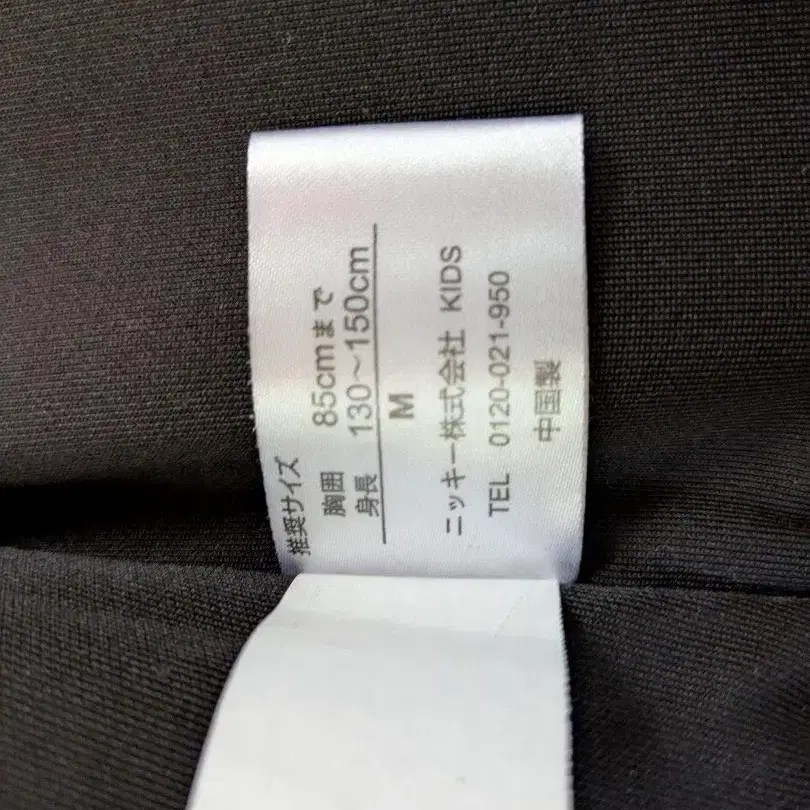 推奨サイズ
胸囲 85cmまで
身長 130～150cm
M
ニッキー株式会社 KIDS
TEL 0120-021-950
中国製